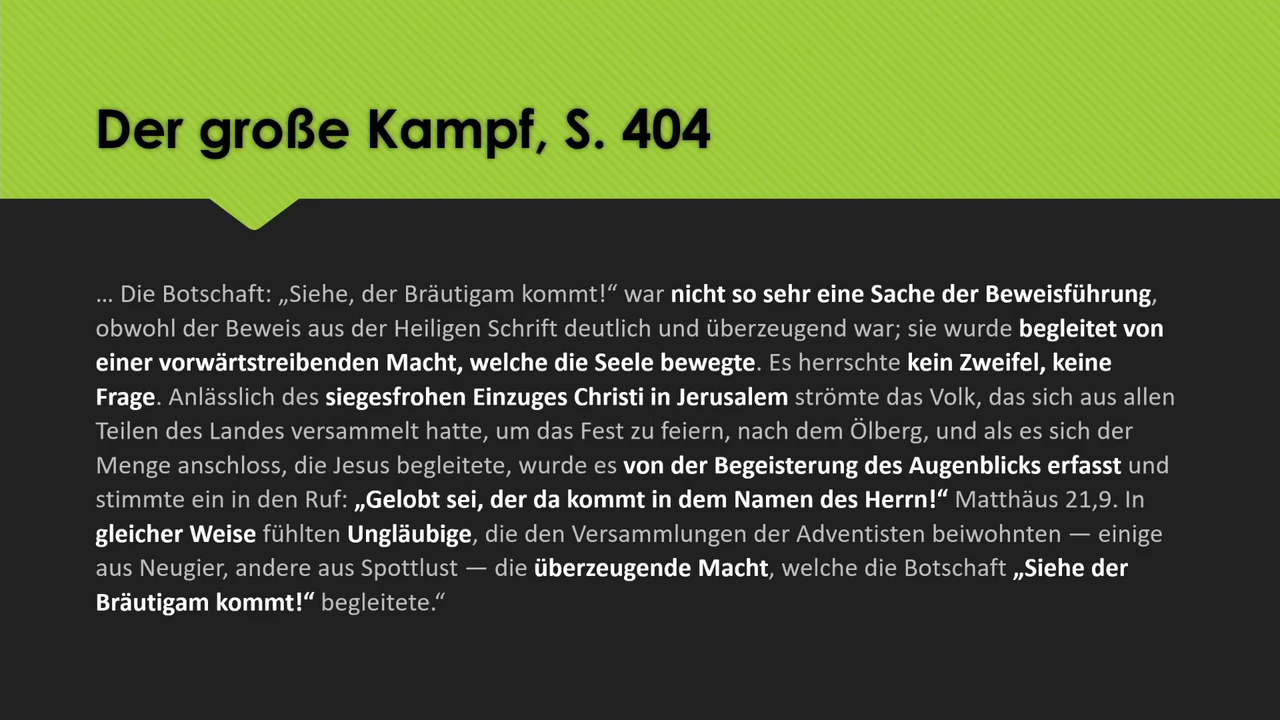 Der große Kampf, S. 404
... Die Botschaft: „Siehe, der Bräutigam kommt!“ war nicht so sehr eine Sache der Beweisführung,
obwohl der Beweis aus der Heiligen Schrift deutlich und überzeugend war; sie wurde begleitet von
einer vorwärtstreibenden Macht, welche die Seele bewegte. Es herrschte kein Zweifel, keine
Frage. Anlässlich des siegesfrohen Einzuges Christi in Jerusalem strömte das Volk, das sich aus allen
Teilen des Landes versammelt hatte, um das Fest zu feiern, nach dem Ölberg, und als es sich der
Menge anschloss, die Jesus begleitete, wurde es von der Begeisterung des Augenblicks erfasst und
stimmte ein in den Ruf: „Gelobt sei, der da kommt in dem Namen des Herrn!“ Matthäus 21,9. In
gleicher Weise fühlten Ungläubige, die den Versammlungen der Adventisten beiwohnten — einige
aus Neugier, andere aus Spottlust — die überzeugende Macht, welche die Botschaft „Siehe der
Bräutigam kommt!“ begleitete.“